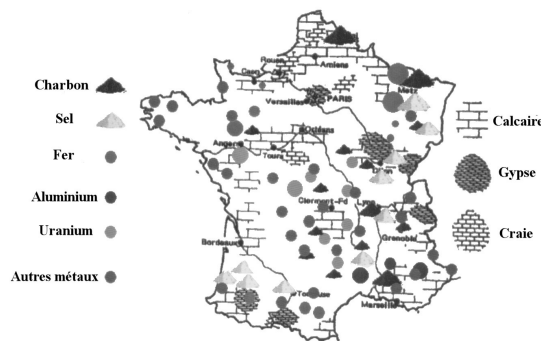 Charbon
Sel
Fer
Aluminium
Uranium
Autres métaux
Rouen
Amiens
Caen
Metz
Versailles
PARIS
Orléans
Angers
Tours
Dijon
Clermont-Fd
Lyon
Grenoble
Bordeaux
Toulouse
Marseille
Calcaire
Gypse
Craie